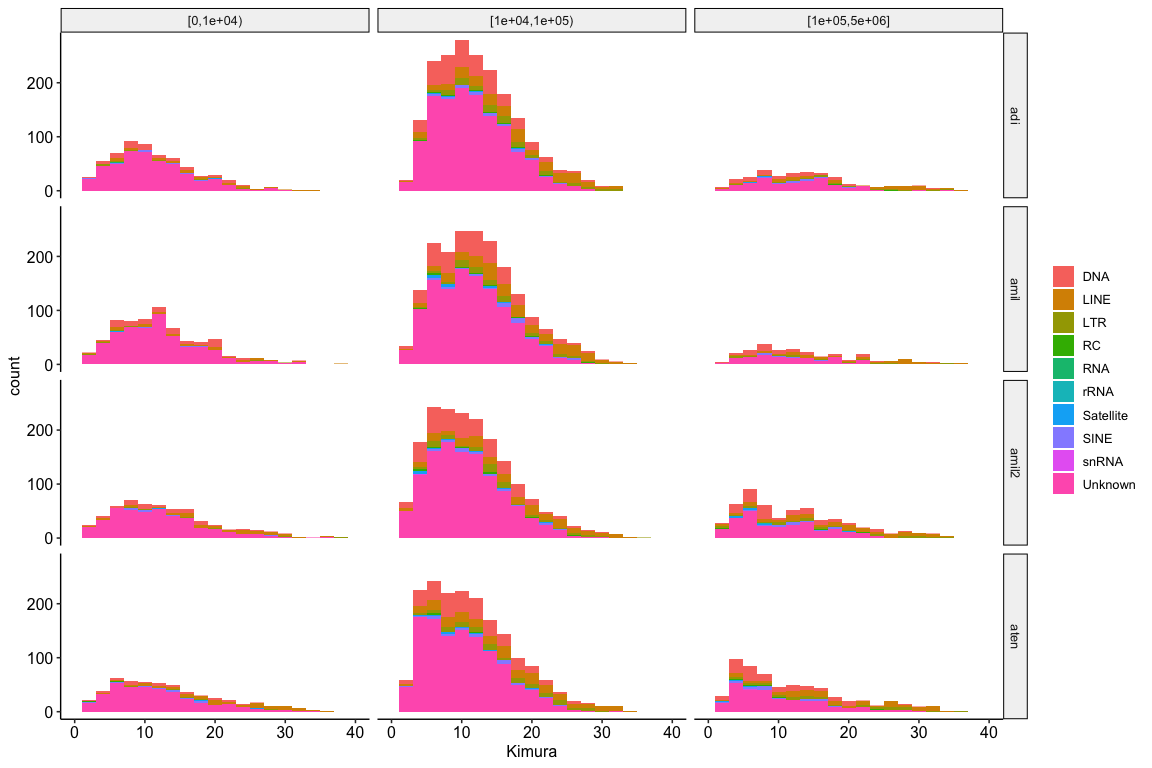 [0,1e+04)
[1e+04,1e+05)
[1e+05,5e+06]
200
100
0
adi
200
100
0
amil
200
100
0
amil2
200
100
0
aten
count
0 10 20 30 40
0 10 20 30 40
0 10 20 30 40
Kimura
DNA
LINE
LTR
RC
RNA
rRNA
Satellite
SINE
snRNA
Unknown